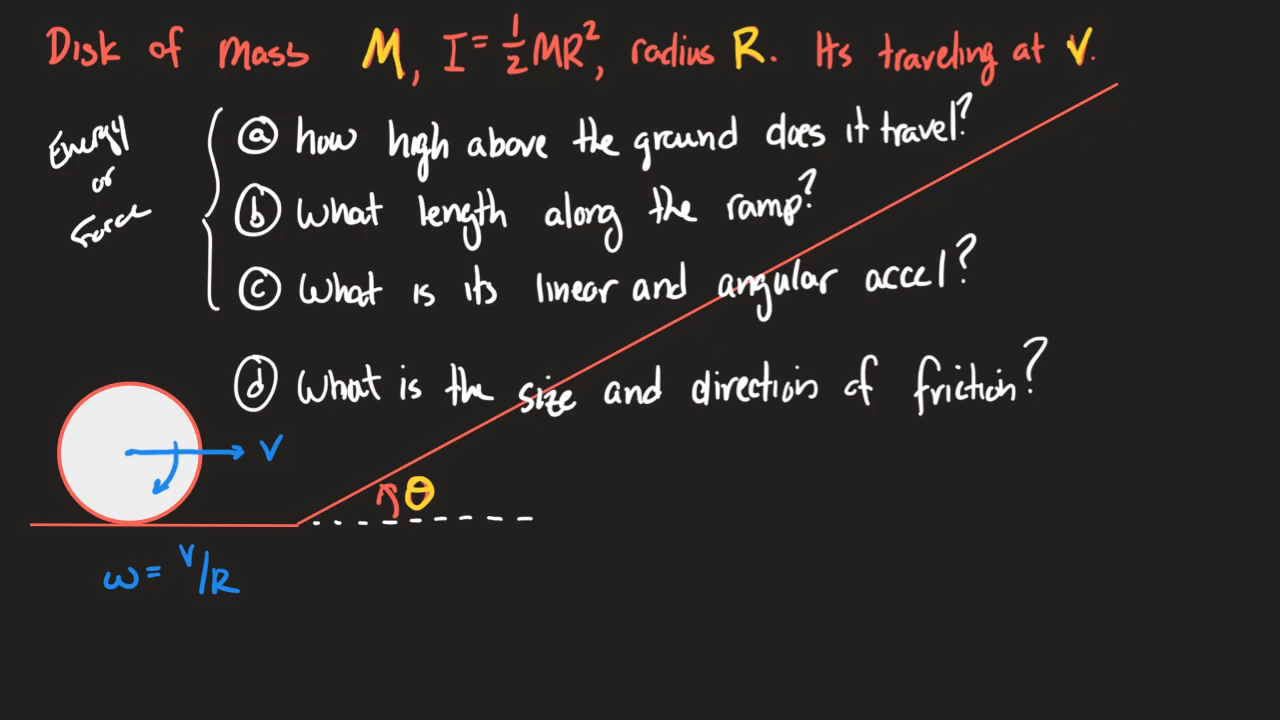 Disk of mass M, I = 1/2 MR², radius R. Its traveling at V.
Energy or Force
ⓐ how high above the ground does it travel?
ⓑ What length along the ramp?
ⓒ What is its linear and angular accel?
ⓓ What is the size and direction of friction?
V
θ
ω = V/R